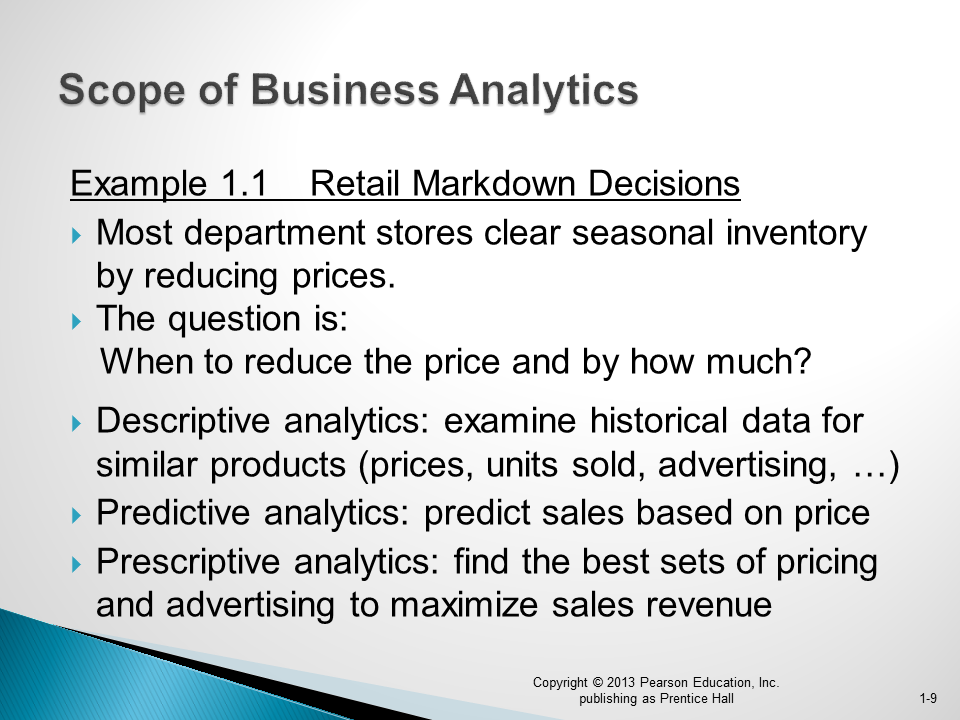 Scope of Business Analytics
Example 1.1    Retail Markdown Decisions
Most department stores clear seasonal inventory
by reducing prices.
The question is:
When to reduce the price and by how much?
Descriptive analytics: examine historical data for
similar products (prices, units sold, advertising, …)
Predictive analytics: predict sales based on price
Prescriptive analytics: find the best sets of pricing
and advertising to maximize sales revenue
Copyright © 2013 Pearson Education, Inc.
publishing as Prentice Hall
1-9